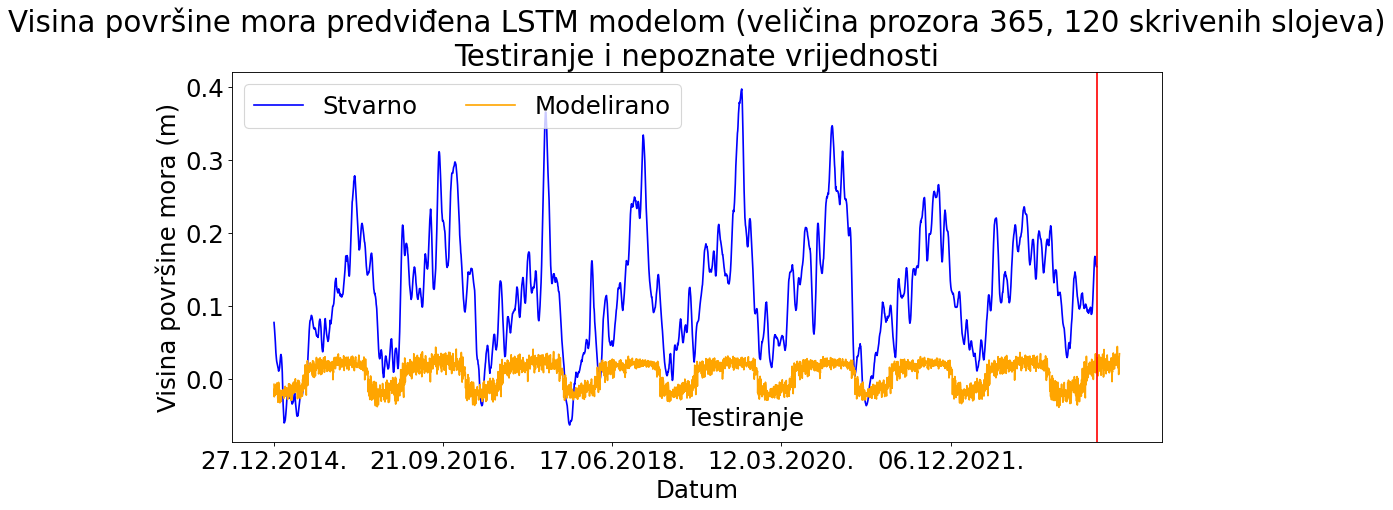 Visina površine mora predviđena LSTM modelom (veličina prozora 365, 120 skrivenih slojeva)
Testiranje i nepoznate vrijednosti
Stvarno
Modelirano
Visina površine mora (m)
0.4
0.3
0.2
0.1
0.0
Testiranje
27.12.2014.
21.09.2016.
17.06.2018.
12.03.2020.
06.12.2021.
Datum